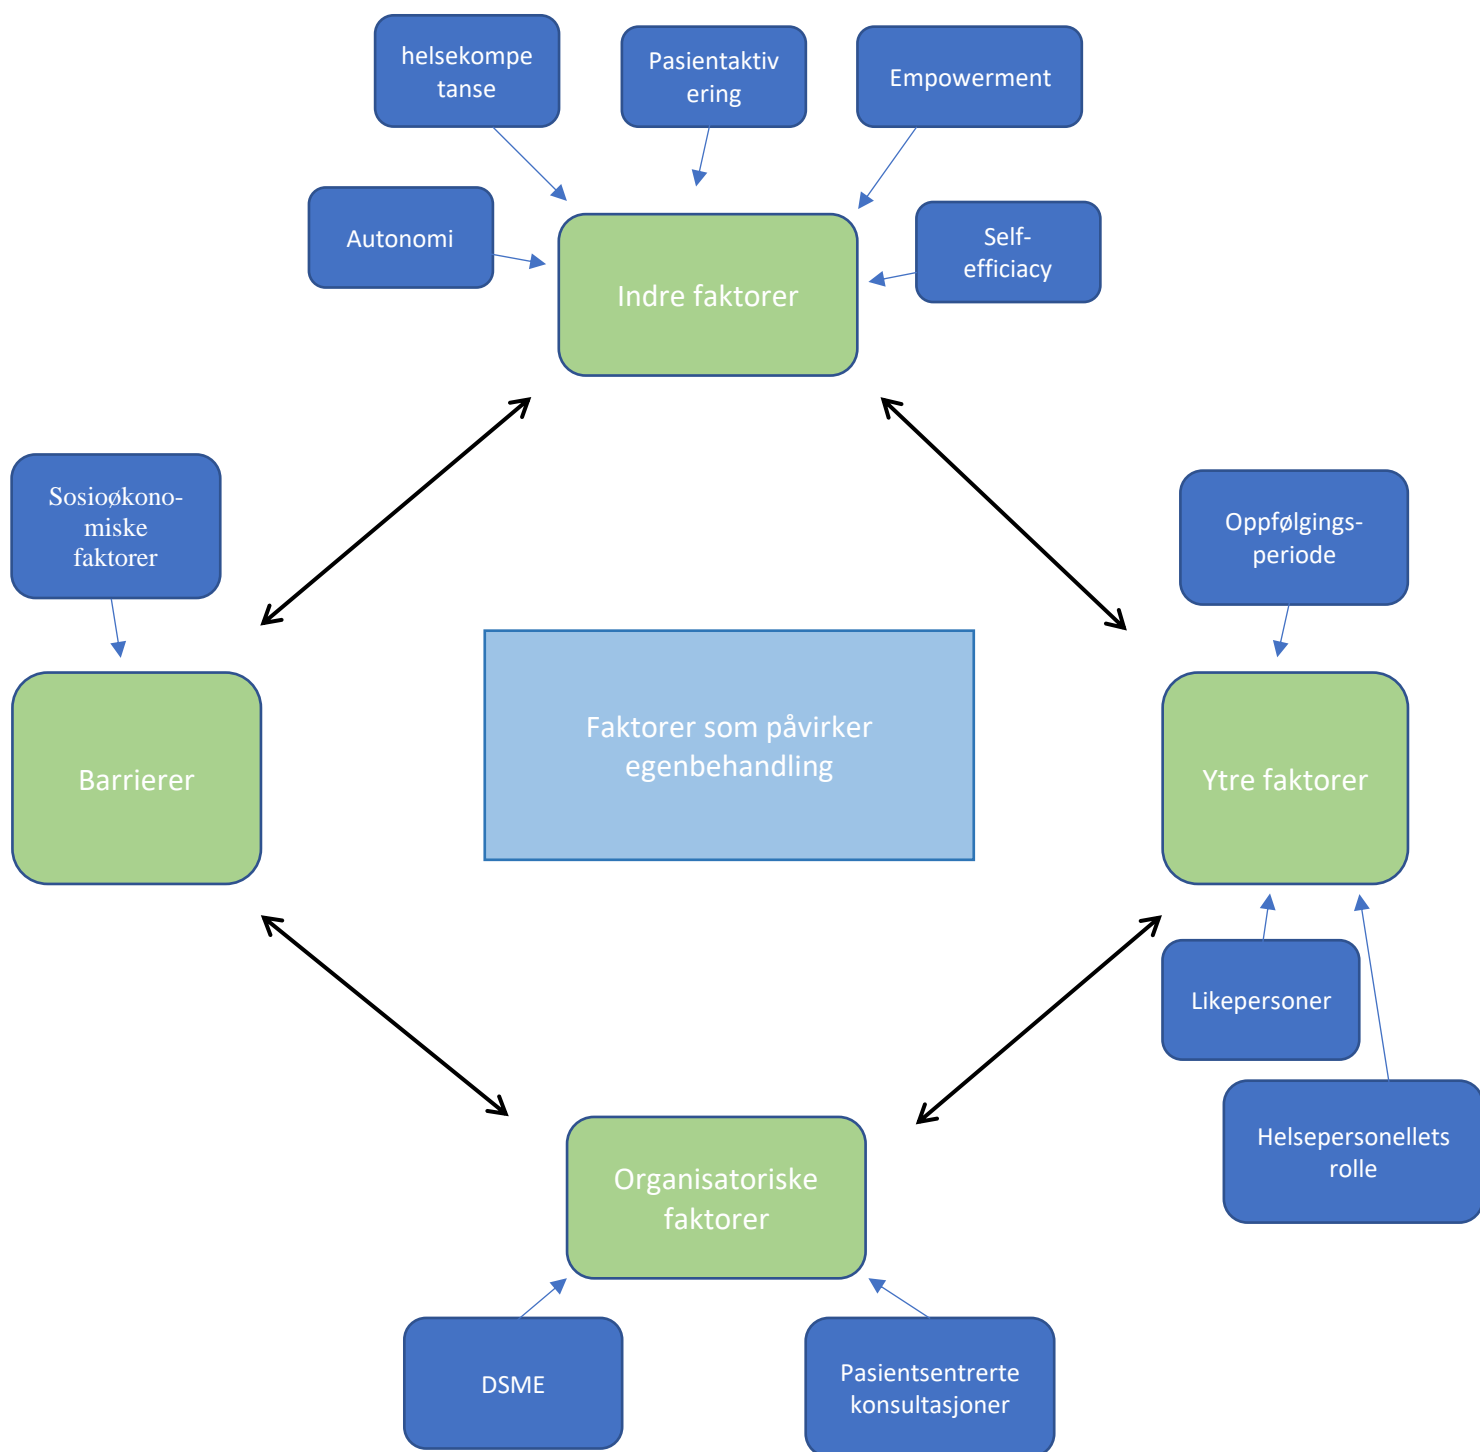 helsekompe
tanse
Pasientaktiv
ering
Empowerment
Autonomi
Self-
efficiacy
Indre faktorer
Sosioøkono-
miske
faktorer
Oppfølgings-
periode
Faktorer som påvirker
egenbehandling
Barrierer
Ytre faktorer
Likepersoner
Helsepersonellets
rolle
Organisatoriske
faktorer
DSME
Pasientsentrerte
konsultasjoner